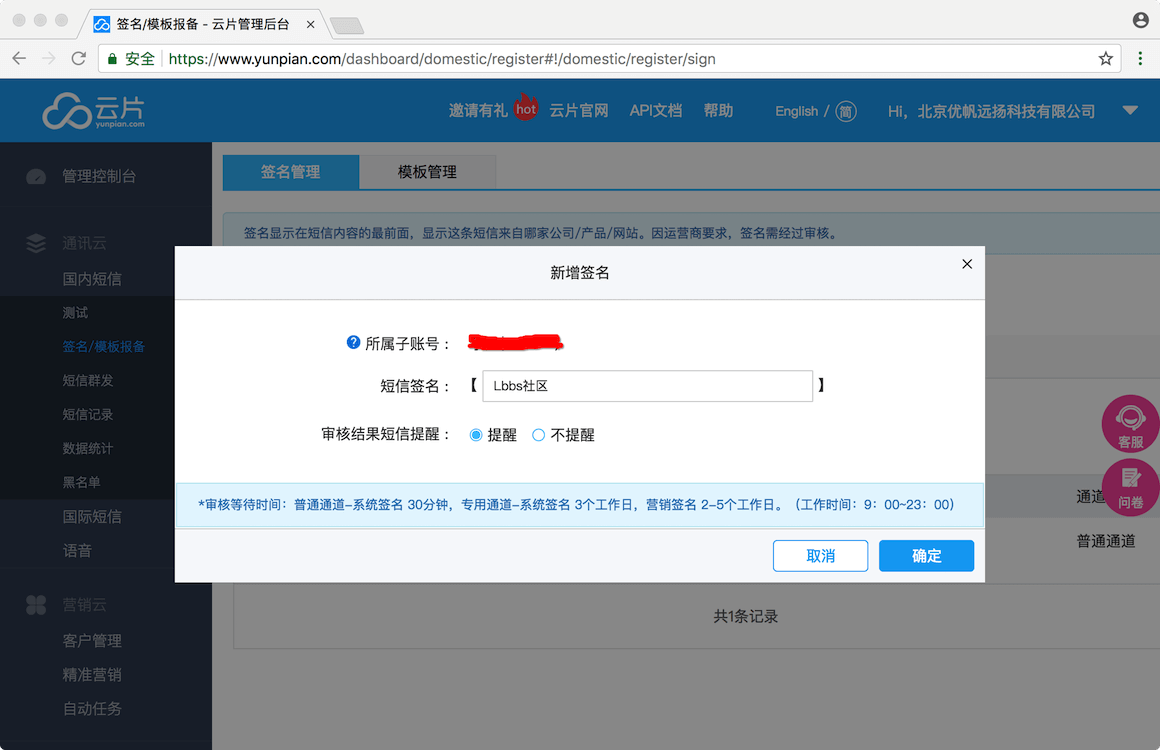 签名/模板报备 - 云片管理后台
安全 https://www.yunpian.com/dashboard/domestic/register#!/domestic/register/sign
云片
yunpian.com
邀请有礼 hot 云片官网 API文档 帮助 English / 简 Hi，北京优帆远扬科技有限公司
管理控制台
签名管理 模板管理
签名显示在短信内容的最前面，显示这条短信来自哪家公司/产品/网站。因运营商要求，签名需经过审核。
通讯云
国内短信
测试
签名/模板报备
短信群发
短信记录
数据统计
黑名单
国际短信
语音
营销云
客户管理
精准营销
自动任务
新增签名
? 所属子账号：
短信签名： 【 Lbbs社区 】
审核结果短信提醒： 提醒 不提醒
*审核等待时间：普通通道-系统签名 30分钟，专用通道-系统签名 3个工作日，营销签名 2-5个工作日。（工作时间：9：00~23：00）
取消 确定
客服
问卷
通道
普通通道
共1条记录